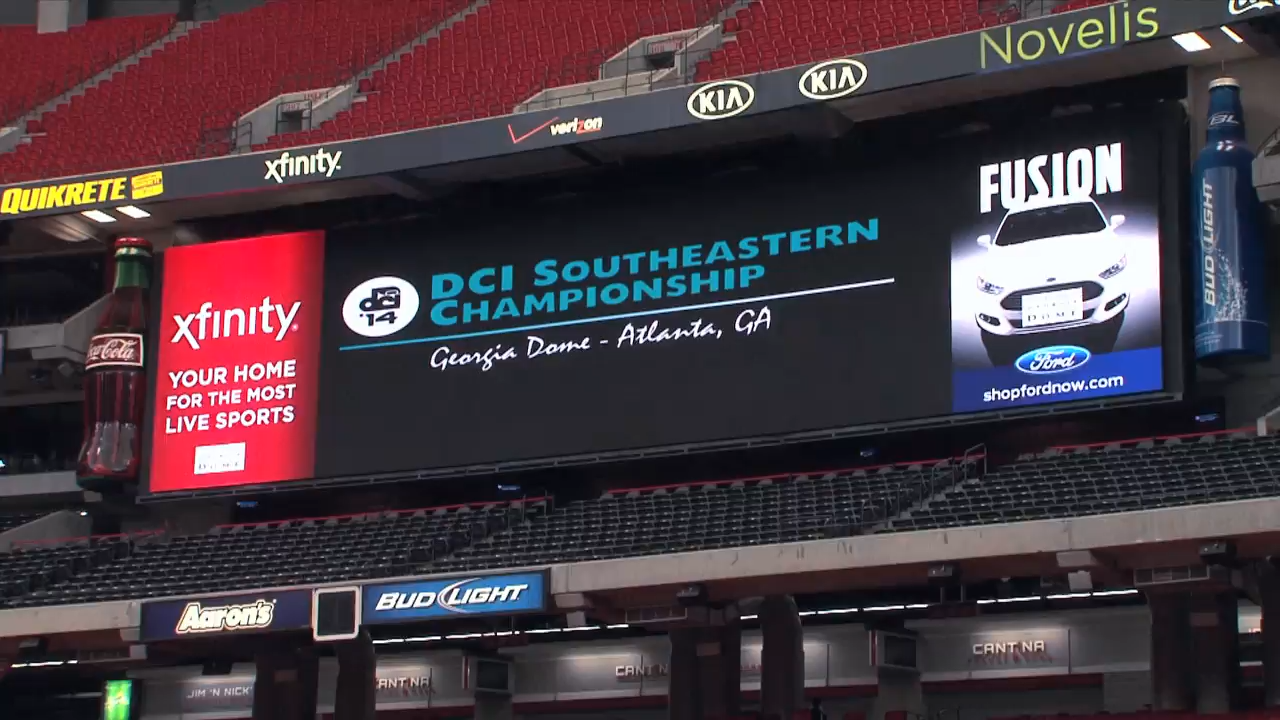 Novelis
KIA
KIA
verizon
xfinity
QUIKRETE
BL
BUD LIGHT
FUSION
Ford
shopfordnow.com
DCI SOUTHEASTERN
CHAMPIONSHIP
dci
'14
Georgia Dome - Atlanta, GA
xfinity
YOUR HOME
FOR THE MOST
LIVE SPORTS
Coca-Cola
Aaron's
BUD LIGHT
JIM 'N NICK'
CANTINA
CANTINA
CANTINA